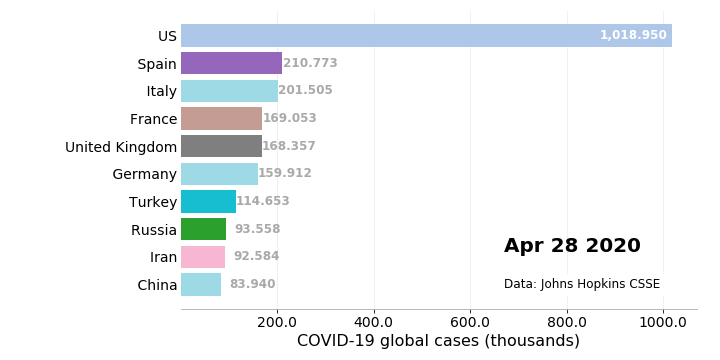 US 1,018.950
Spain 210.773
Italy 201.505
France 169.053
United Kingdom 168.357
Germany 159.912
Turkey 114.653
Russia 93.558
Iran 92.584
China 83.940
Apr 28 2020
Data: Johns Hopkins CSSE
200.0 400.0 600.0 800.0 1000.0
COVID-19 global cases (thousands)